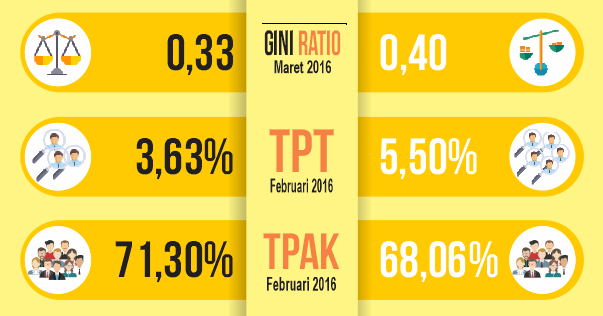 0,33 GINI RATIO 0,40
Maret 2016
3,63% TPT 5,50%
Februari 2016
71,30% TPAK 68,06%
Februari 2016